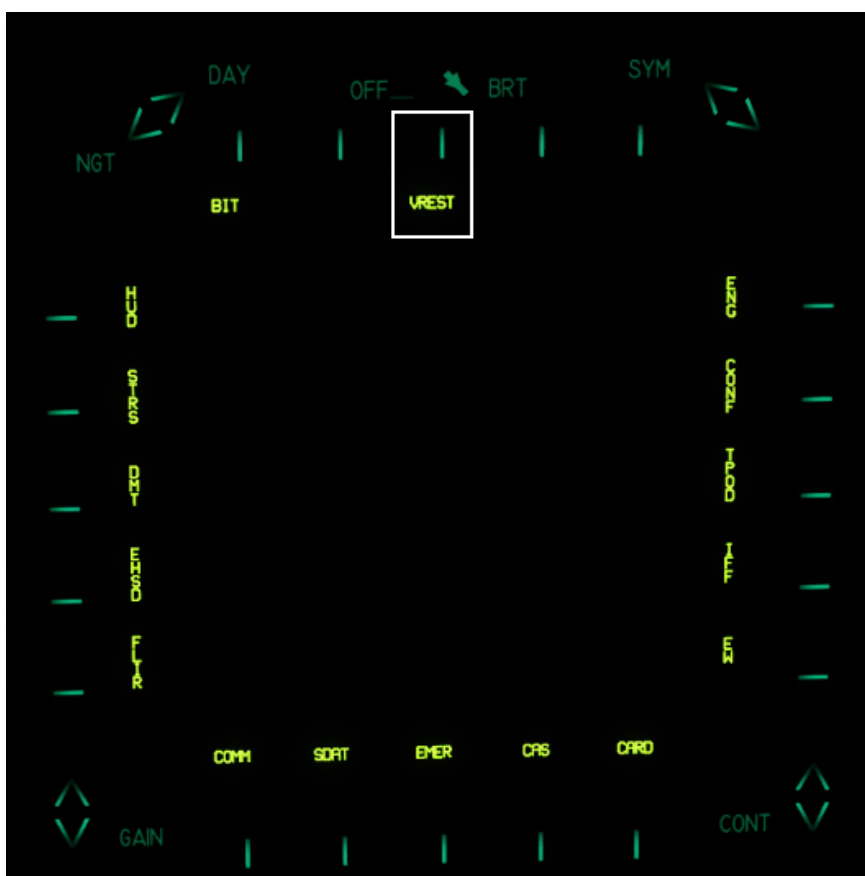 DAY
OFF
BRT
SYM
NGT
BIT
VREST
HUD
STRS
DMT
EHSD
FLIR
ENG
CONF
TPOD
IFF
EW
COMM
SDAT
EMER
CAS
CARD
GAIN
CONT